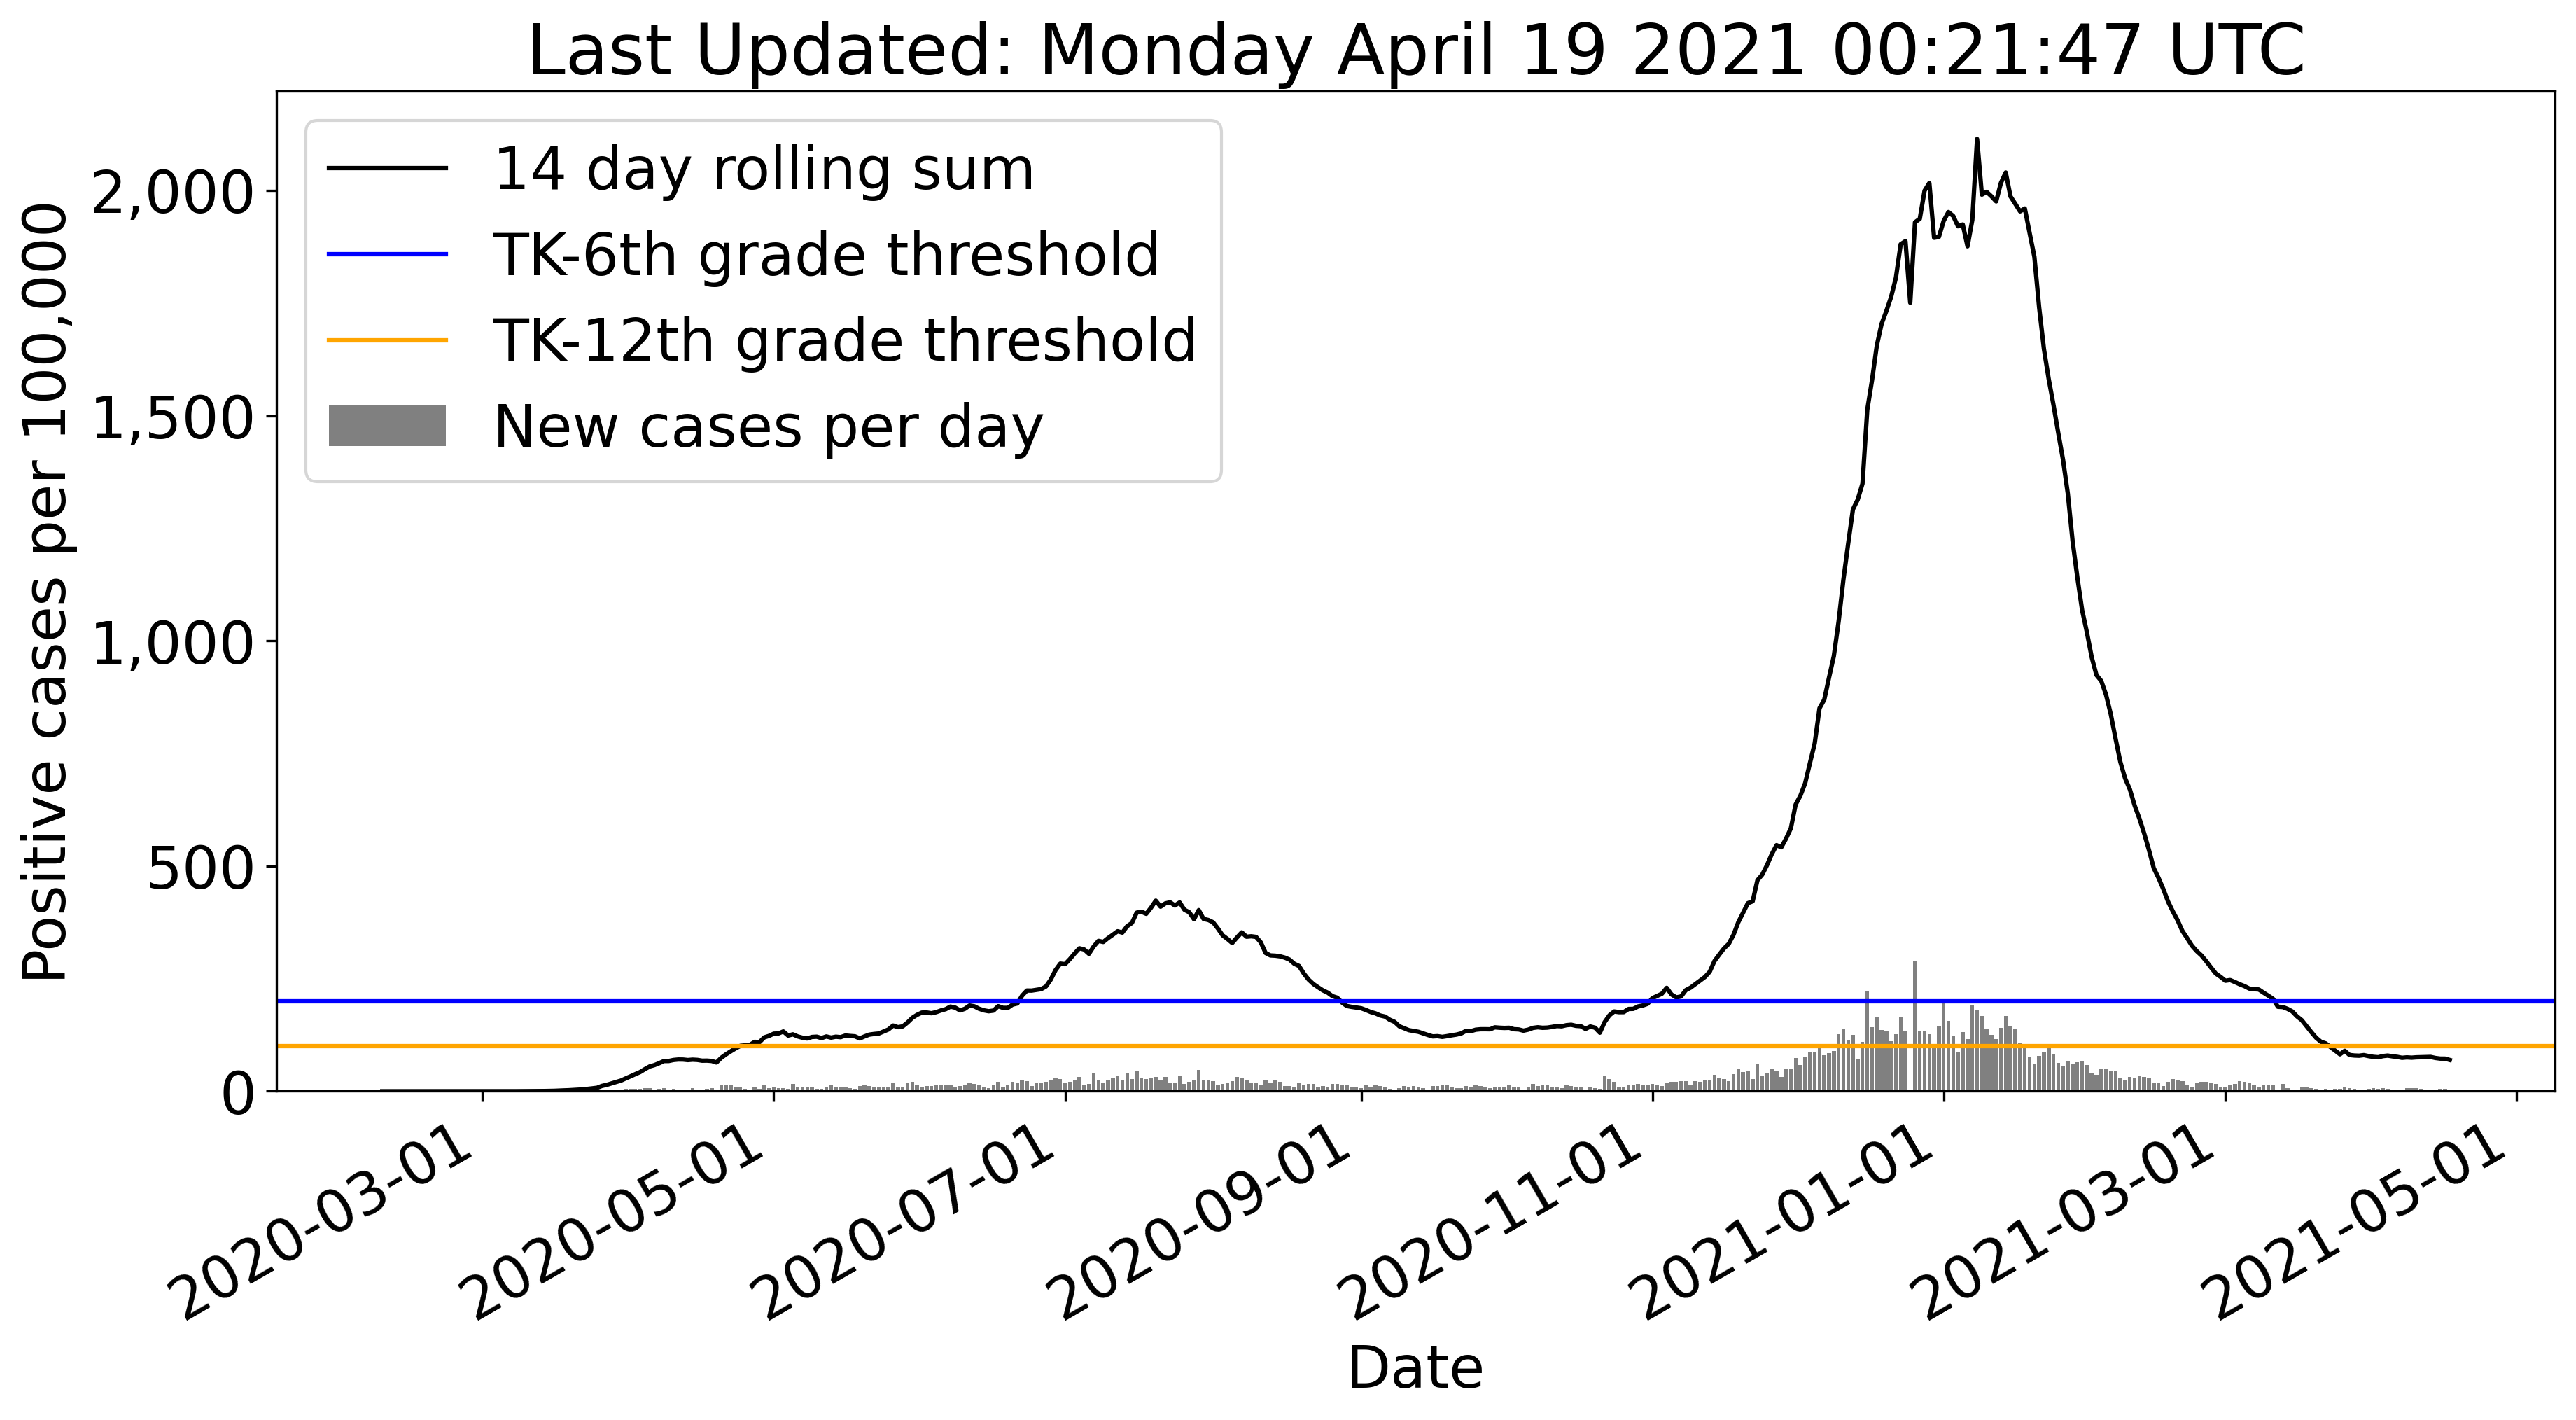 Last Updated: Monday April 19 2021 00:21:47 UTC
14 day rolling sum
TK-6th grade threshold
TK-12th grade threshold
New cases per day
Positive cases per 100,000
2,000
1,500
1,000
500
0
2020-03-01
2020-05-01
2020-07-01
2020-09-01
2020-11-01
2021-01-01
2021-03-01
2021-05-01
Date